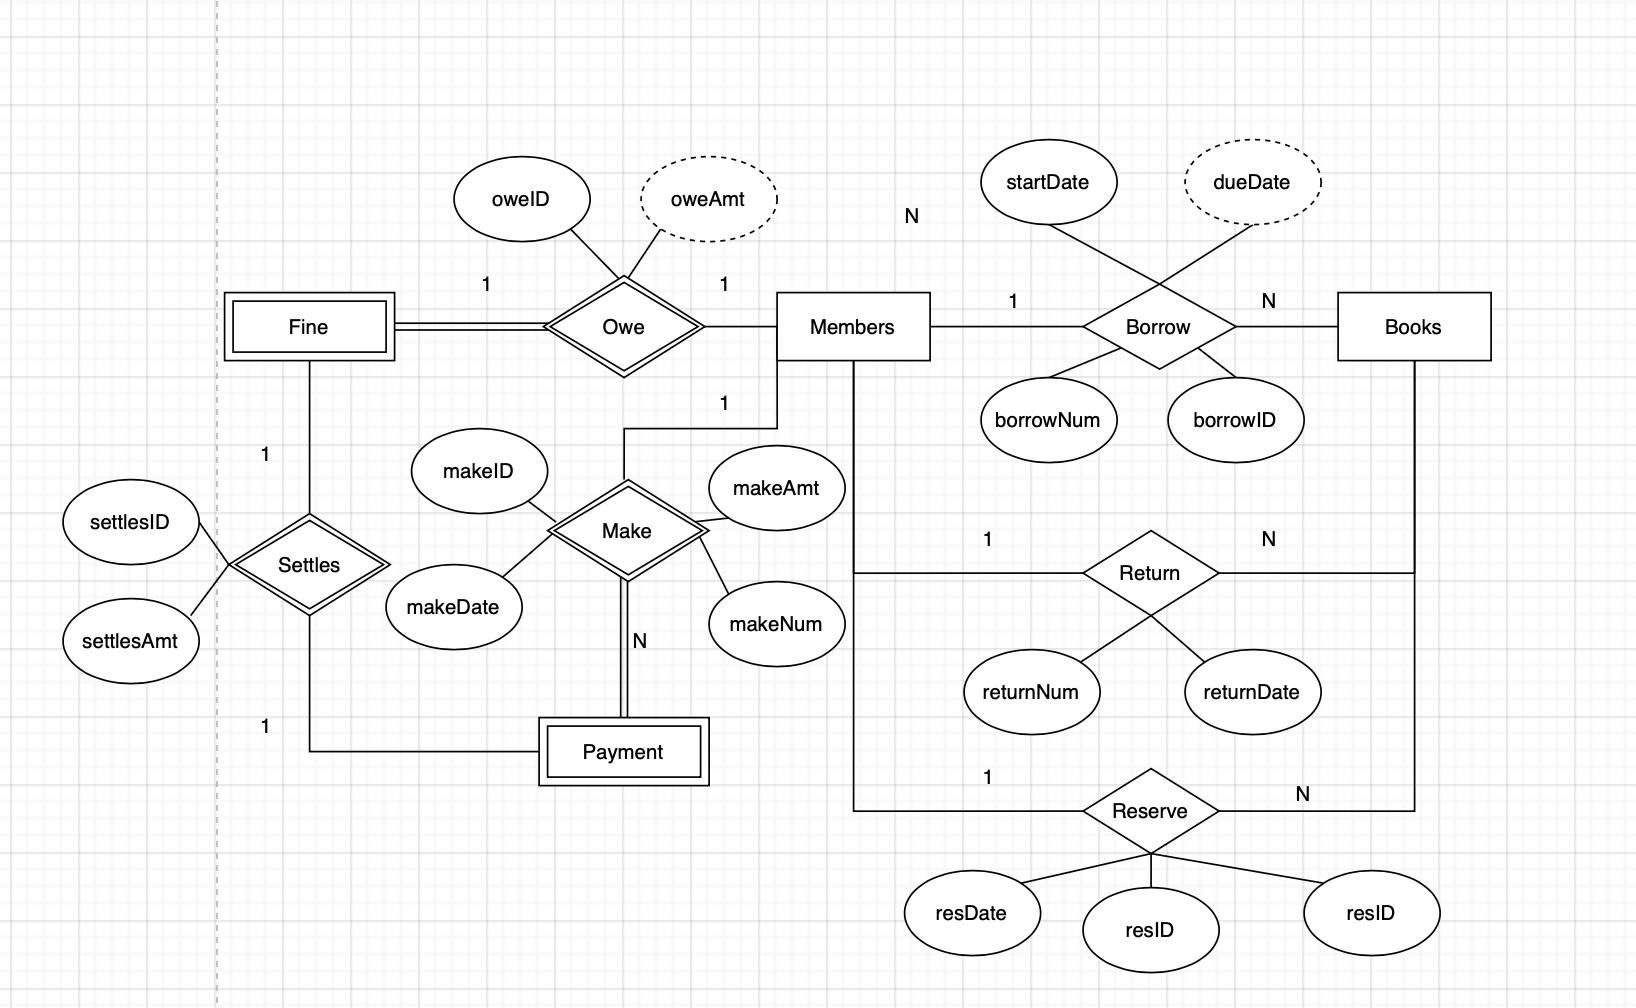 startDate
dueDate
oweID
oweAmt
N
1
1
1
N
Fine
Owe
Members
Borrow
Books
1
borrowNum
borrowID
1
makeID
makeAmt
settlesID
Make
1
N
Settles
Return
makeDate
makeNum
settlesAmt
N
returnNum
returnDate
1
Payment
1
N
Reserve
resDate
resID
resID